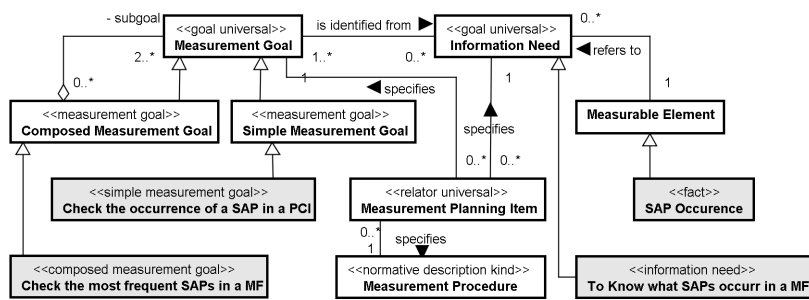 - subgoal
<<goal universal>>
Measurement Goal
is identified from
<<goal universal>>
Information Need
0..*
refers to
2..*
1..*
0..*
0..*
1
specifies
1
1
<<measurement goal>>
Composed Measurement Goal
<<measurement goal>>
Simple Measurement Goal
Measurable Element
specifies
0..*
0..*
<<simple measurement goal>>
Check the occurrence of a SAP in a PCI
<<relator universal>>
Measurement Planning Item
<<fact>>
SAP Occurence
0..*
1
specifies
<<composed measurement goal>>
Check the most frequent SAPs in a MF
<<normative description kind>>
Measurement Procedure
<<information need>>
To Know what SAPs occurr in a MF